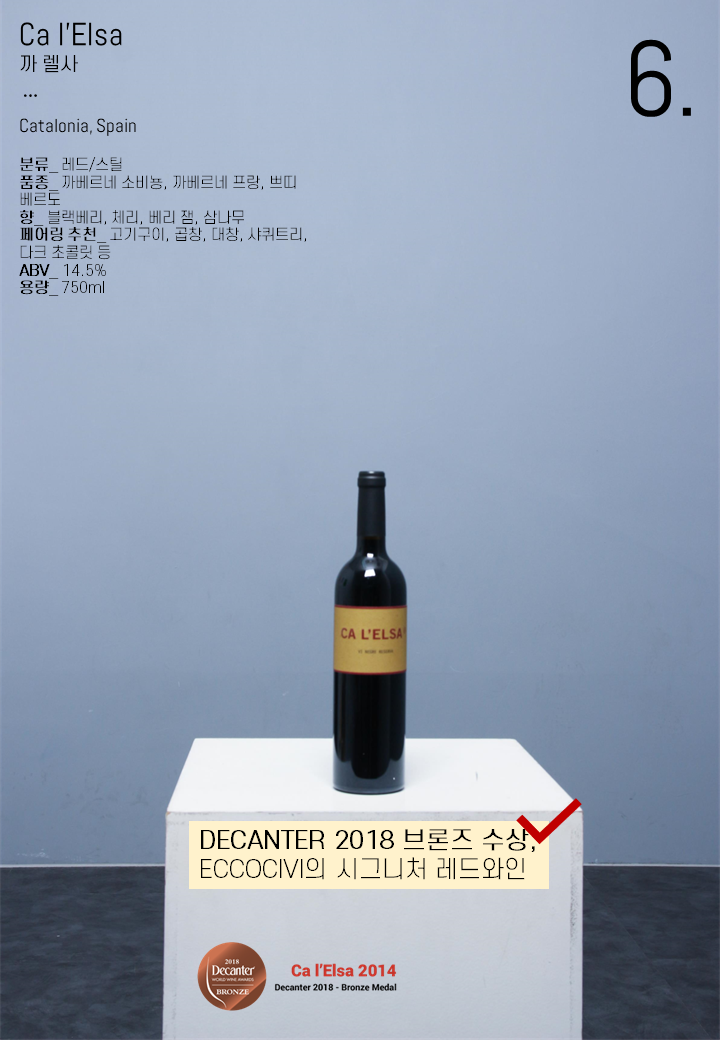 Ca l'Elsa
까 렐사
...
Catalonia, Spain
6.
분류_ 레드/스틸
품종_ 까베르네 소비뇽, 까베르네 프랑, 쁘띠
베르도
향_ 블랙베리, 체리, 베리 잼, 삼나무
페어링 추천_ 고기구이, 곱창, 대창, 샤퀴트리,
다크 초콜릿 등
ABV_ 14.5%
용량_ 750ml
CA L'ELSA
DECANTER 2018 브론즈 수상,
ECCOCIVI의 시그니처 레드와인
2018
Decanter
WORLD WINE AWARDS
BRONZE
Ca l'Elsa 2014
Decanter 2018 - Bronze Medal